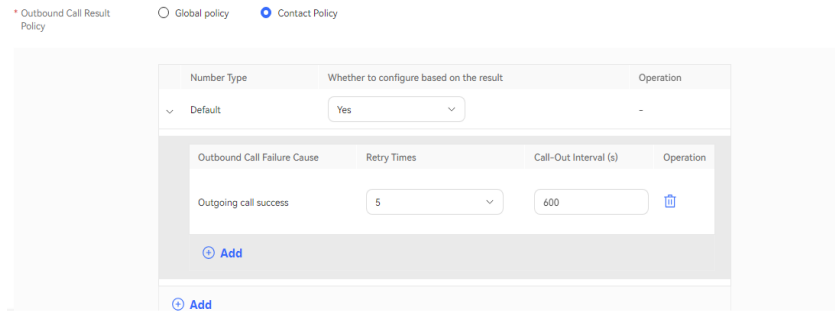 * Outbound Call Result Policy
Global policy
Contact Policy
Number Type Whether to configure based on the result Operation
Default Yes -
Outbound Call Failure Cause Retry Times Call-Out Interval (s) Operation
Outgoing call success 5 600
Add
Add